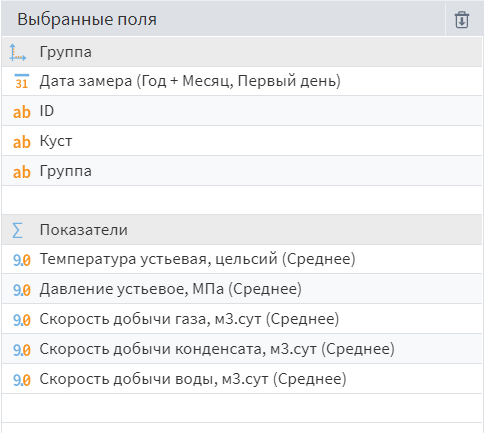 Выбранные поля
Группа
31 Дата замера (Год + Месяц, Первый день)
ab ID
ab Куст
ab Группа
Σ Показатели
9.0 Температура устьевая, цельсий (Среднее)
9.0 Давление устьевое, МПа (Среднее)
9.0 Скорость добычи газа, м3.сут (Среднее)
9.0 Скорость добычи конденсата, м3.сут (Среднее)
9.0 Скорость добычи воды, м3.сут (Среднее)